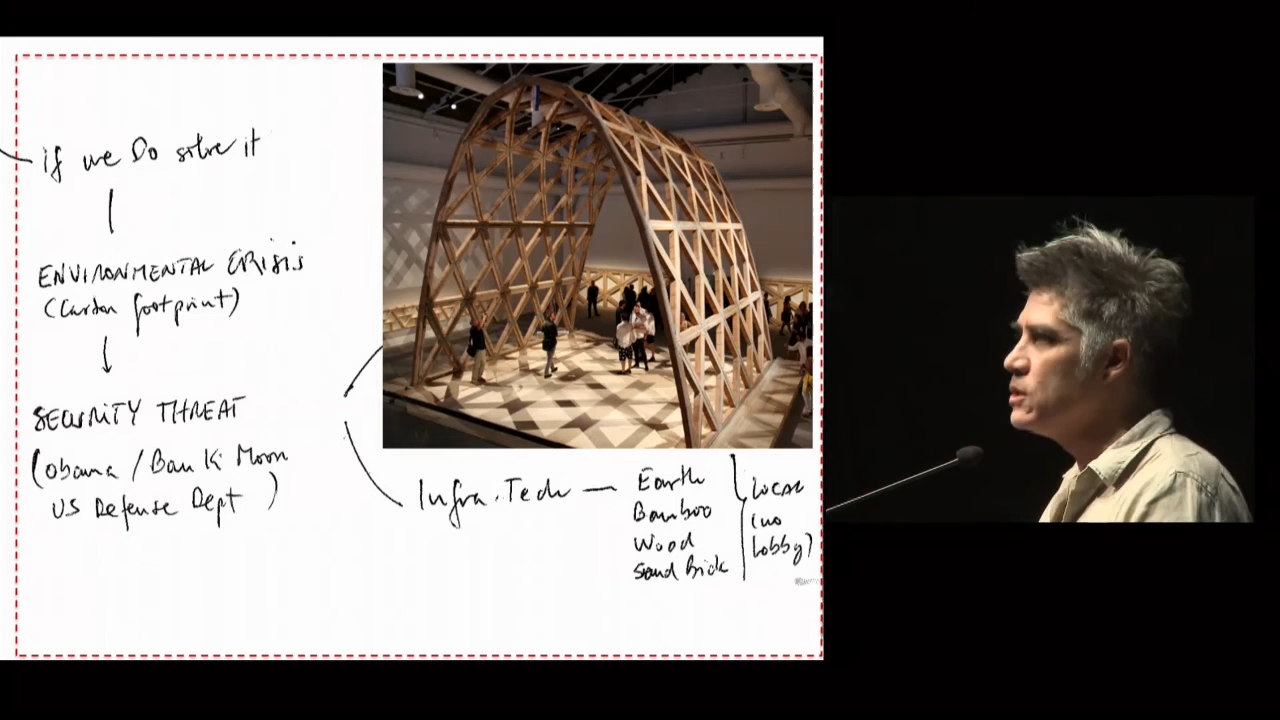 if we Do solve it
ENVIRONMENTAL CRISIS
(Carbon footprint)
SECURITY THREAT
(obama / Ban Ki Moon
US Defense Dept )
Infra.Tech —
Earth
Bamboo
Wood
Sand Brick
Local
(no
lobby)